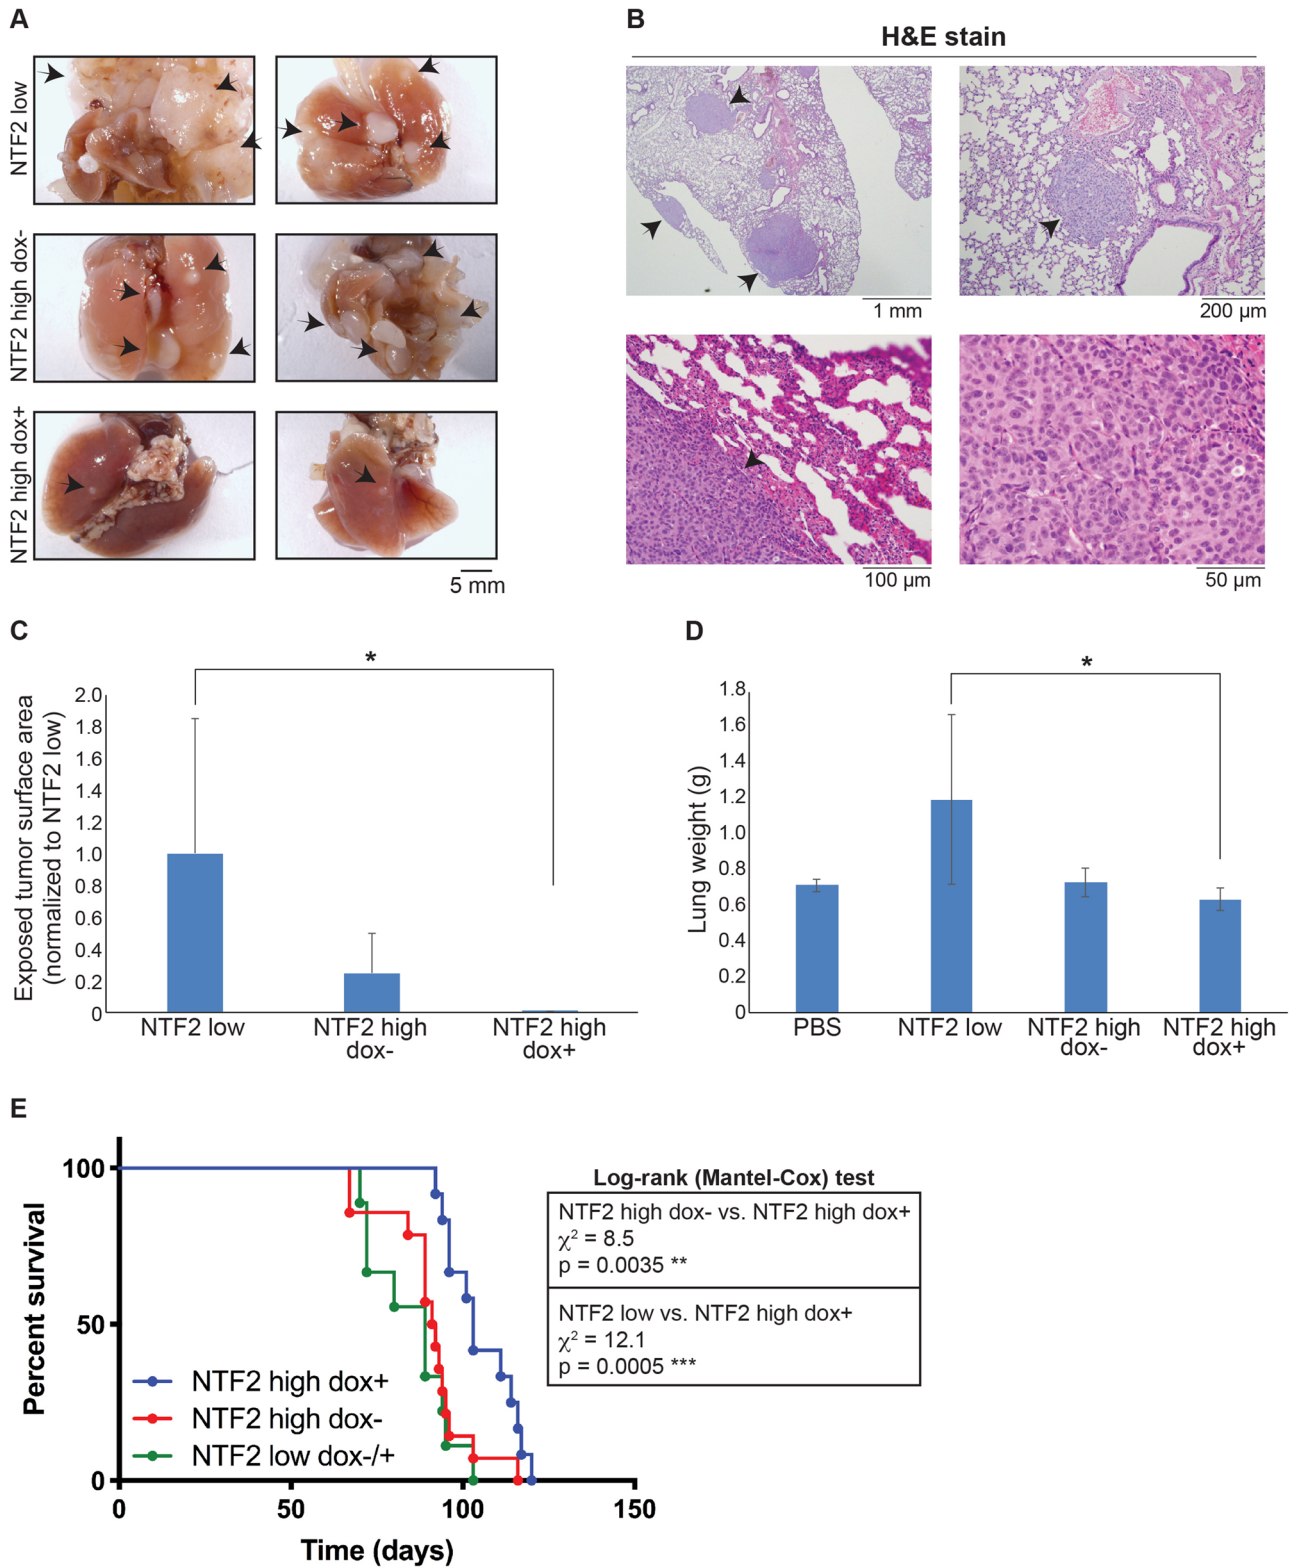 A
NTF2 low
NTF2 high dox-
NTF2 high dox+
5 mm
B
H&E stain
1 mm
200 µm
100 µm
50 µm
C
*
Exposed tumor surface area
(normalized to NTF2 low)
2.0
1.8
1.6
1.4
1.2
1.0
0.8
0.6
0.4
0.2
0
NTF2 low
NTF2 high
dox-
NTF2 high
dox+
D
*
Lung weight (g)
1.8
1.6
1.4
1.2
1.0
0.8
0.6
0.4
0.2
0
PBS
NTF2 low
NTF2 high
dox-
NTF2 high
dox+
E
Percent survival
100
50
0
NTF2 high dox+
NTF2 high dox-
NTF2 low dox-/+
0
50
100
150
Time (days)
Log-rank (Mantel-Cox) test
NTF2 high dox- vs. NTF2 high dox+
χ² = 8.5
p = 0.0035 **
NTF2 low vs. NTF2 high dox+
χ² = 12.1
p = 0.0005 ***